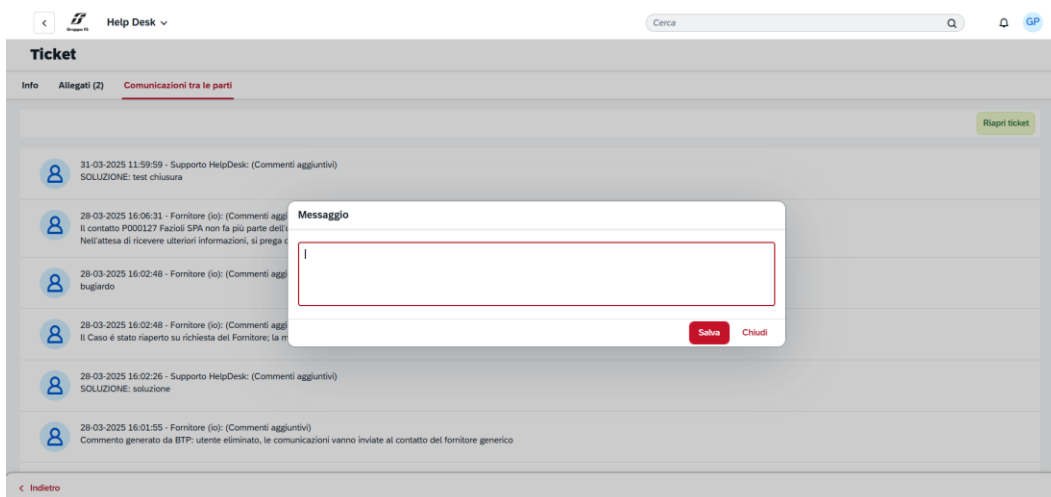 Gruppo FS
Help Desk
Cerca
GP
Ticket
Info
Allegati (2)
Comunicazioni tra le parti
Riapri ticket
31-03-2025 11:59:59 - Supporto HelpDesk: (Commenti aggiuntivi)
SOLUZIONE: test chiusura
28-03-2025 16:06:31 - Fornitore (io): (Commenti aggi
Il contatto P000127 Fazioli SPA non fa più parte dell'
Nell'attesa di ricevere ulteriori informazioni, si prega
28-03-2025 16:02:48 - Fornitore (io): (Commenti aggi
bugiardo
28-03-2025 16:02:48 - Fornitore (io): (Commenti aggi
Il Caso é stato riaperto su richiesta del Fornitore; la m
28-03-2025 16:02:26 - Supporto HelpDesk: (Commenti aggiuntivi)
SOLUZIONE: soluzione
28-03-2025 16:01:55 - Fornitore (io): (Commenti aggiuntivi)
Commento generato da BTP: utente eliminato, le comunicazioni vanno inviate al contatto del fornitore generico
Messaggio
Salva
Chiudi
Indietro